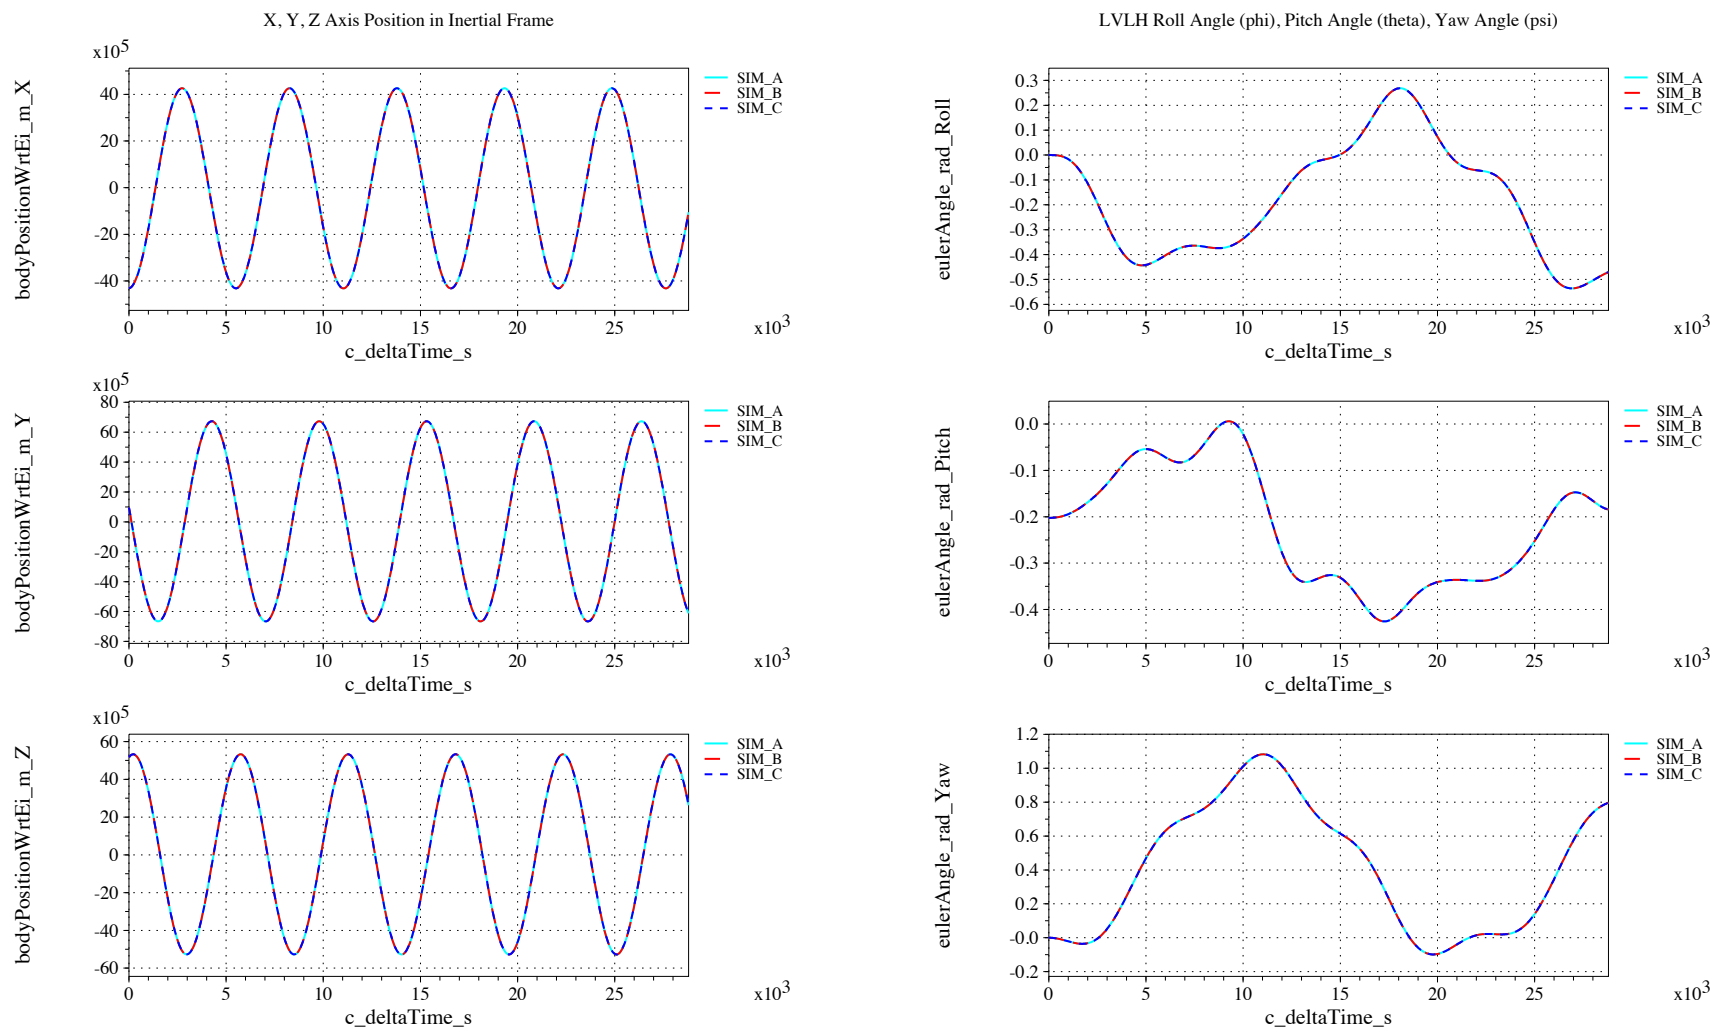 X, Y, Z Axis Position in Inertial Frame
x10^5
bodyPositionWrtEi_m_X
40
20
0
-20
-40
0 5 10 15 20 25
x10^3
c_deltaTime_s
SIM_A
SIM_B
SIM_C
x10^5
bodyPositionWrtEi_m_Y
80
60
40
20
0
-20
-40
-60
-80
0 5 10 15 20 25
x10^3
c_deltaTime_s
SIM_A
SIM_B
SIM_C
x10^5
bodyPositionWrtEi_m_Z
60
40
20
0
-20
-40
-60
0 5 10 15 20 25
x10^3
c_deltaTime_s
SIM_A
SIM_B
SIM_C
LVLH Roll Angle (phi), Pitch Angle (theta), Yaw Angle (psi)
eulerAngle_rad_Roll
0.3
0.2
0.1
0.0
-0.1
-0.2
-0.3
-0.4
-0.5
-0.6
0 5 10 15 20 25
x10^3
c_deltaTime_s
SIM_A
SIM_B
SIM_C
eulerAngle_rad_Pitch
0.0
-0.1
-0.2
-0.3
-0.4
0 5 10 15 20 25
x10^3
c_deltaTime_s
SIM_A
SIM_B
SIM_C
eulerAngle_rad_Yaw
1.2
1.0
0.8
0.6
0.4
0.2
-0.0
-0.2
0 5 10 15 20 25
x10^3
c_deltaTime_s
SIM_A
SIM_B
SIM_C